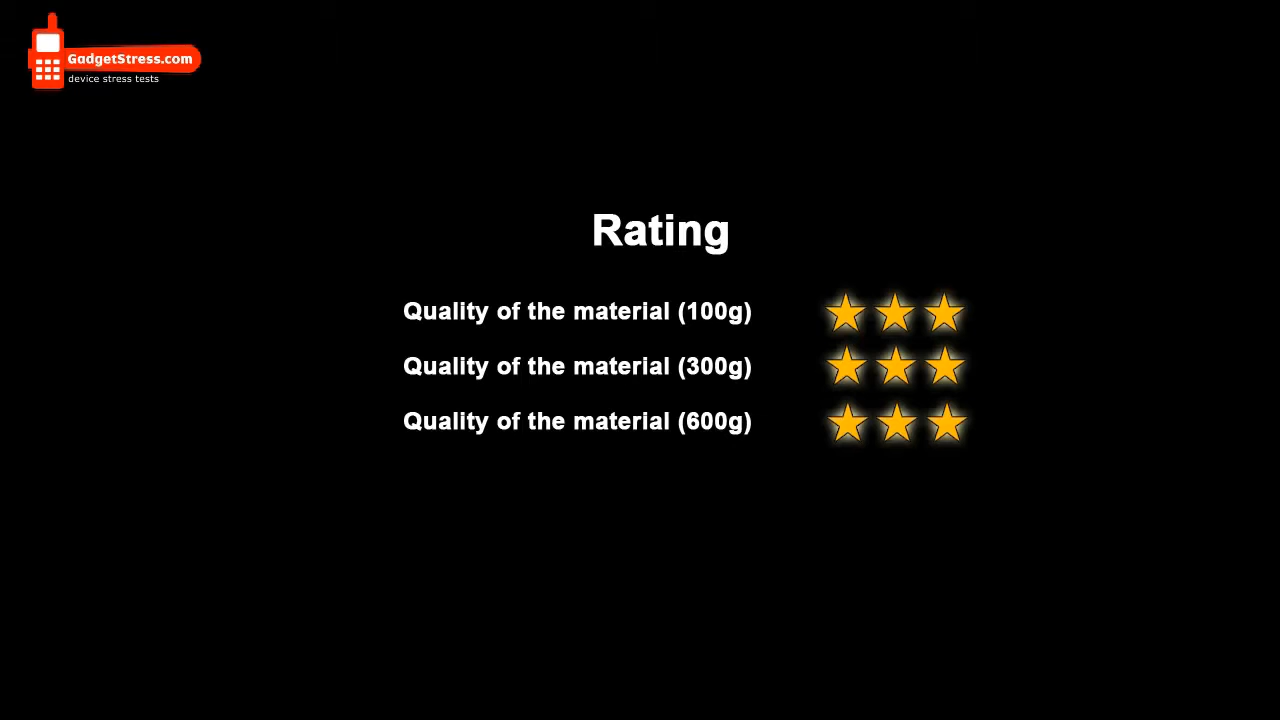 GadgetStress.com
device stress tests
Rating
Quality of the material (100g)
Quality of the material (300g)
Quality of the material (600g)